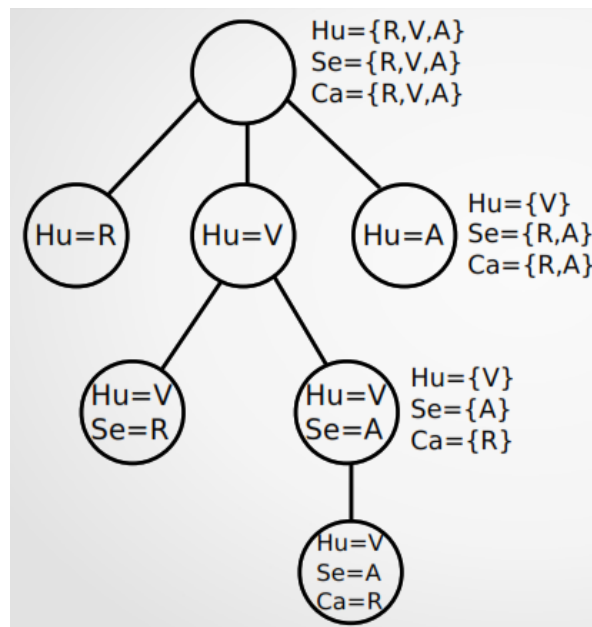 Hu={R,V,A}
Se={R,V,A}
Ca={R,V,A}
Hu=R
Hu=V
Hu=A
Hu={V}
Se={R,A}
Ca={R,A}
Hu=V
Se=R
Hu=V
Se=A
Hu={V}
Se={A}
Ca={R}
Hu=V
Se=A
Ca=R